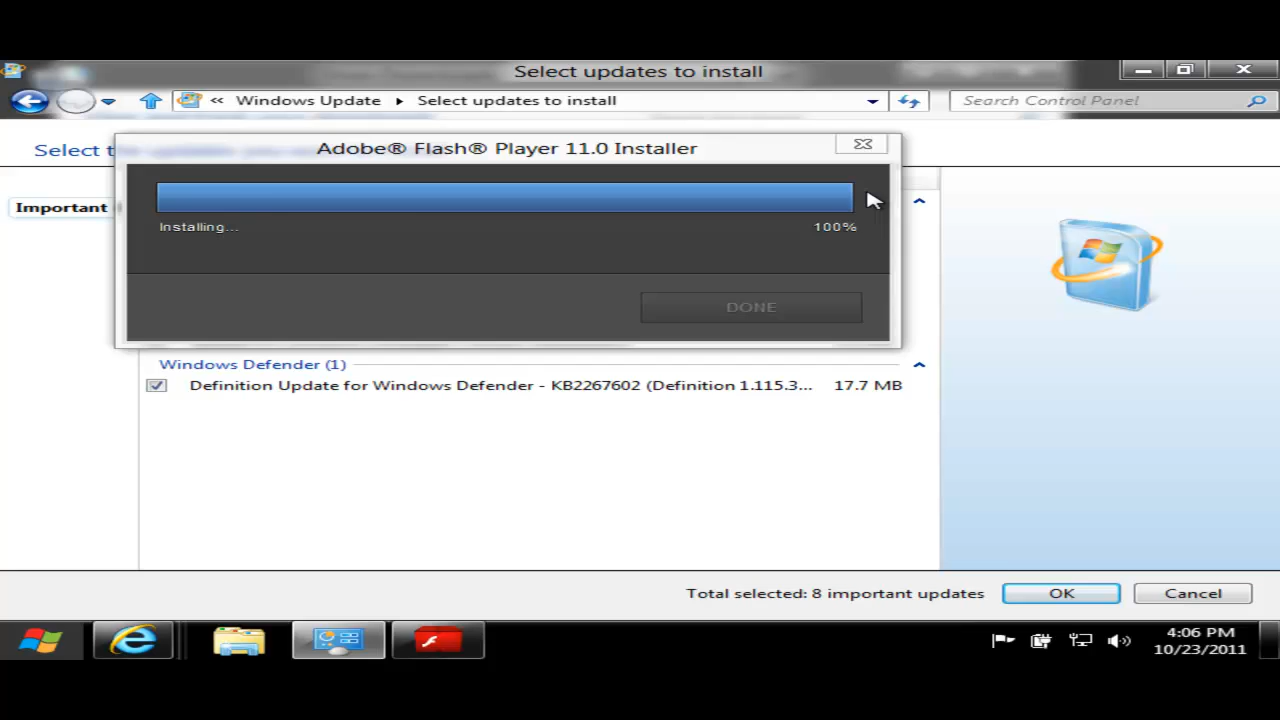 Select updates to install
« Windows Update ▸ Select updates to install
Search Control Panel
Select t
Adobe® Flash® Player 11.0 Installer
Important
Installing...
100%
DONE
Windows Defender (1)
Definition Update for Windows Defender - KB2267602 (Definition 1.115.3... 17.7 MB
Total selected: 8 important updates
OK
Cancel
4:06 PM
10/23/2011